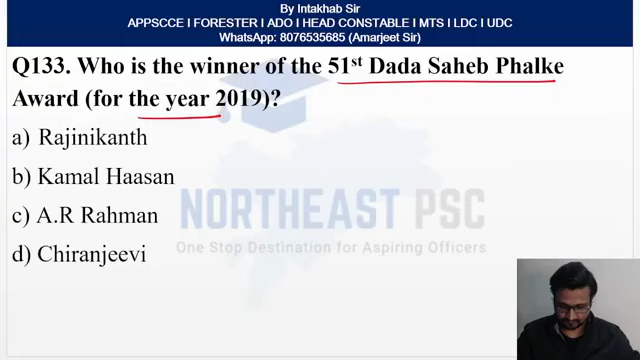 By Intakhab Sir
APPSCCE I FORESTER I ADO I HEAD CONSTABLE I MTS I LDC I UDC
WhatsApp: 8076535685 (Amarjeet Sir)
Q133. Who is the winner of the 51st Dada Saheb Phalke
Award (for the year 2019)?
a) Rajinikanth
b) Kamal Haasan
c) A.R Rahman
d) Chiranjeevi
NORTHEAST PSC
One Stop Destination for Aspiring Officers